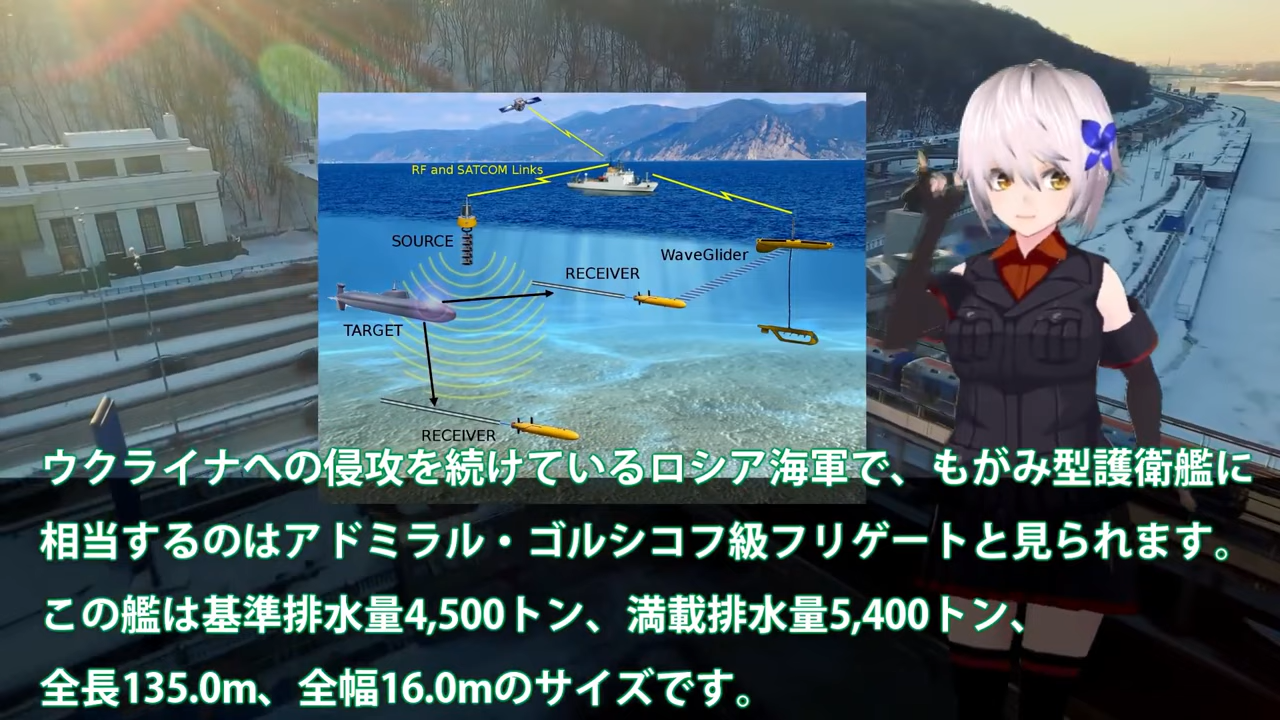 RF and SATCOM Links
SOURCE
WaveGlider
RECEIVER
TARGET
RECEIVER
ウクライナへの侵攻を続けているロシア海軍で、もがみ型護衛艦に
相当するのはアドミラル・ゴルシコフ級フリゲートと見られます。
この艦は基準排水量4,500トン、満載排水量5,400トン、
全長135.0m、全幅16.0mのサイズです。